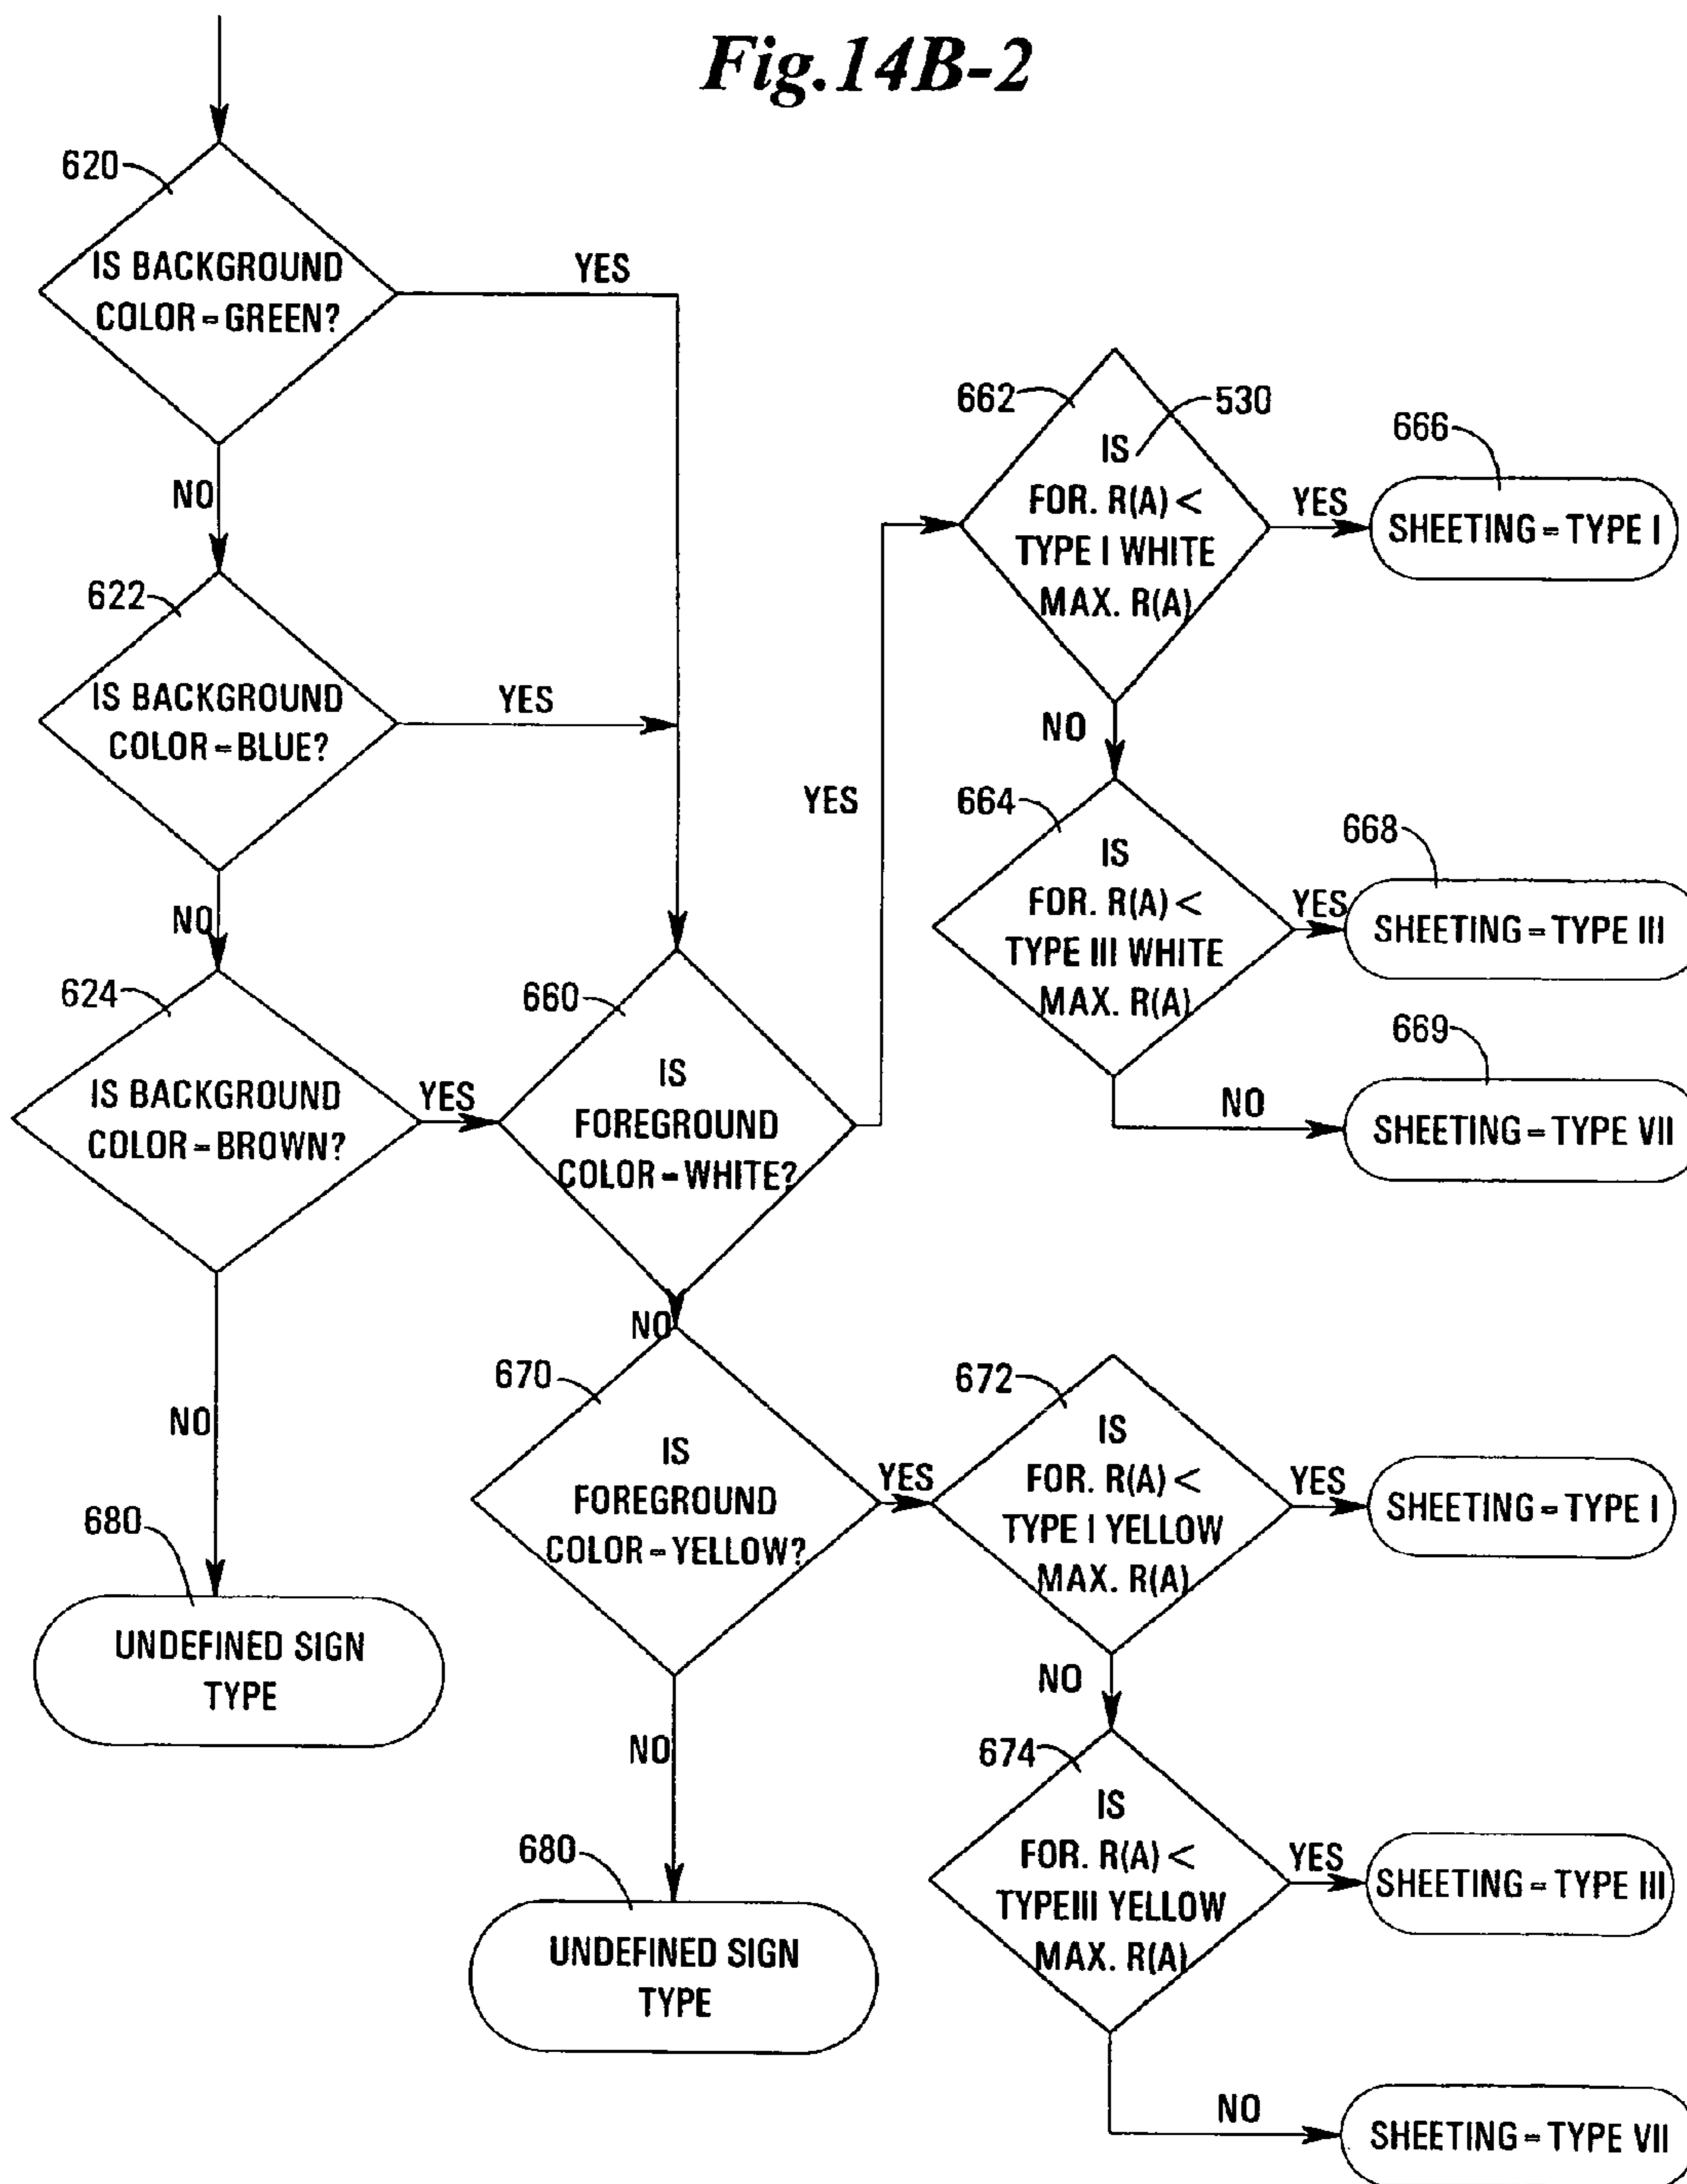 Fig.14B-2
620
IS BACKGROUND
COLOR=GREEN?
YES
NO
622
IS BACKGROUND
COLOR=BLUE?
YES
NO
624
IS BACKGROUND
COLOR=BROWN?
YES
NO
680
UNDEFINED SIGN
TYPE
660
IS
FOREGROUND
COLOR=WHITE?
YES
NO
662
530
IS
FOR. R(A) <
TYPE I WHITE
MAX. R(A)
YES
666
SHEETING=TYPE I
NO
664
IS
FOR. R(A) <
TYPE III WHITE
MAX. R(A)
YES
668
SHEETING=TYPE III
NO
669
SHEETING=TYPE VII
670
IS
FOREGROUND
COLOR=YELLOW?
YES
NO
680
UNDEFINED SIGN
TYPE
672
IS
FOR. R(A) <
TYPE I YELLOW
MAX. R(A)
YES
SHEETING=TYPE I
NO
674
IS
FOR. R(A) <
TYPEIII YELLOW
MAX. R(A)
YES
SHEETING=TYPE III
NO
SHEETING=TYPE VII